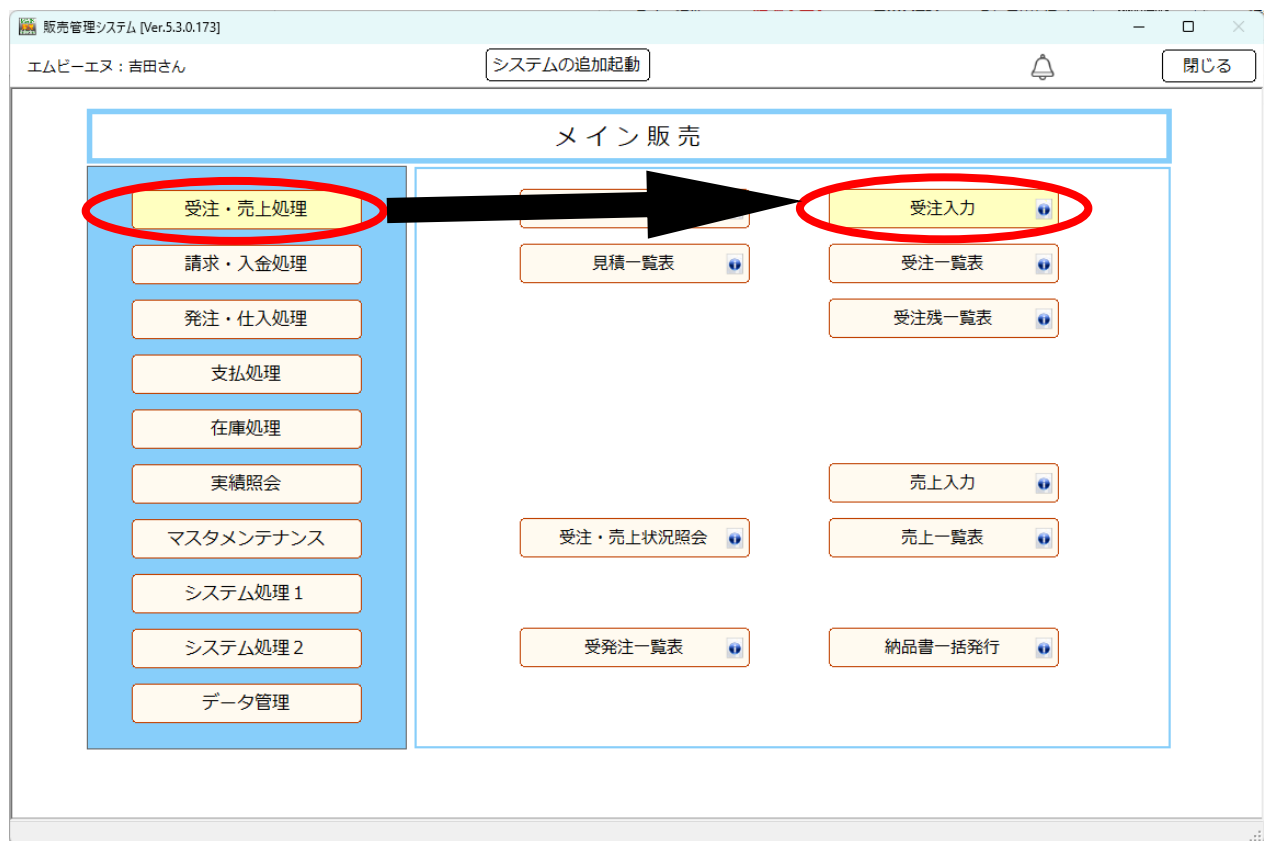 販売管理システム [Ver.5.3.0.173]
エムビーエヌ：吉田さん
システムの追加起動
閉じる
メイン販売
受注・売上処理
受注入力
請求・入金処理
見積一覧表
受注一覧表
発注・仕入処理
受注残一覧表
支払処理
在庫処理
実績照会
売上入力
マスタメンテナンス
受注・売上状況照会
売上一覧表
システム処理１
システム処理２
受発注一覧表
納品書一括発行
データ管理